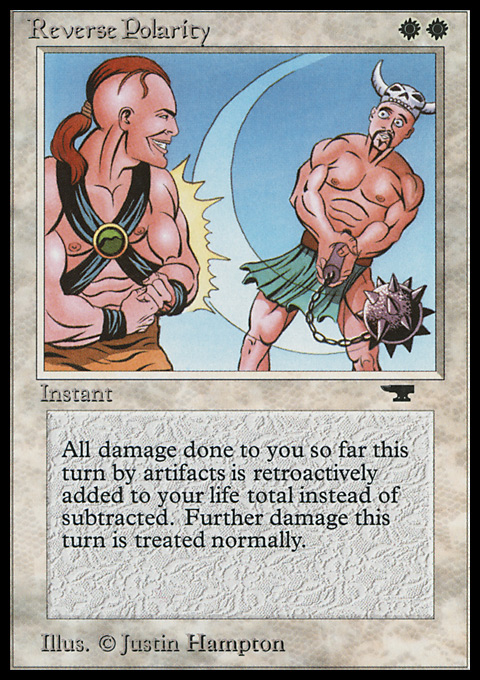 Reverse Polarity
Instant
All damage done to you so far this
turn by artifacts is retroactively
added to your life total instead of
subtracted. Further damage this
turn is treated normally.
Illus. © Justin Hampton